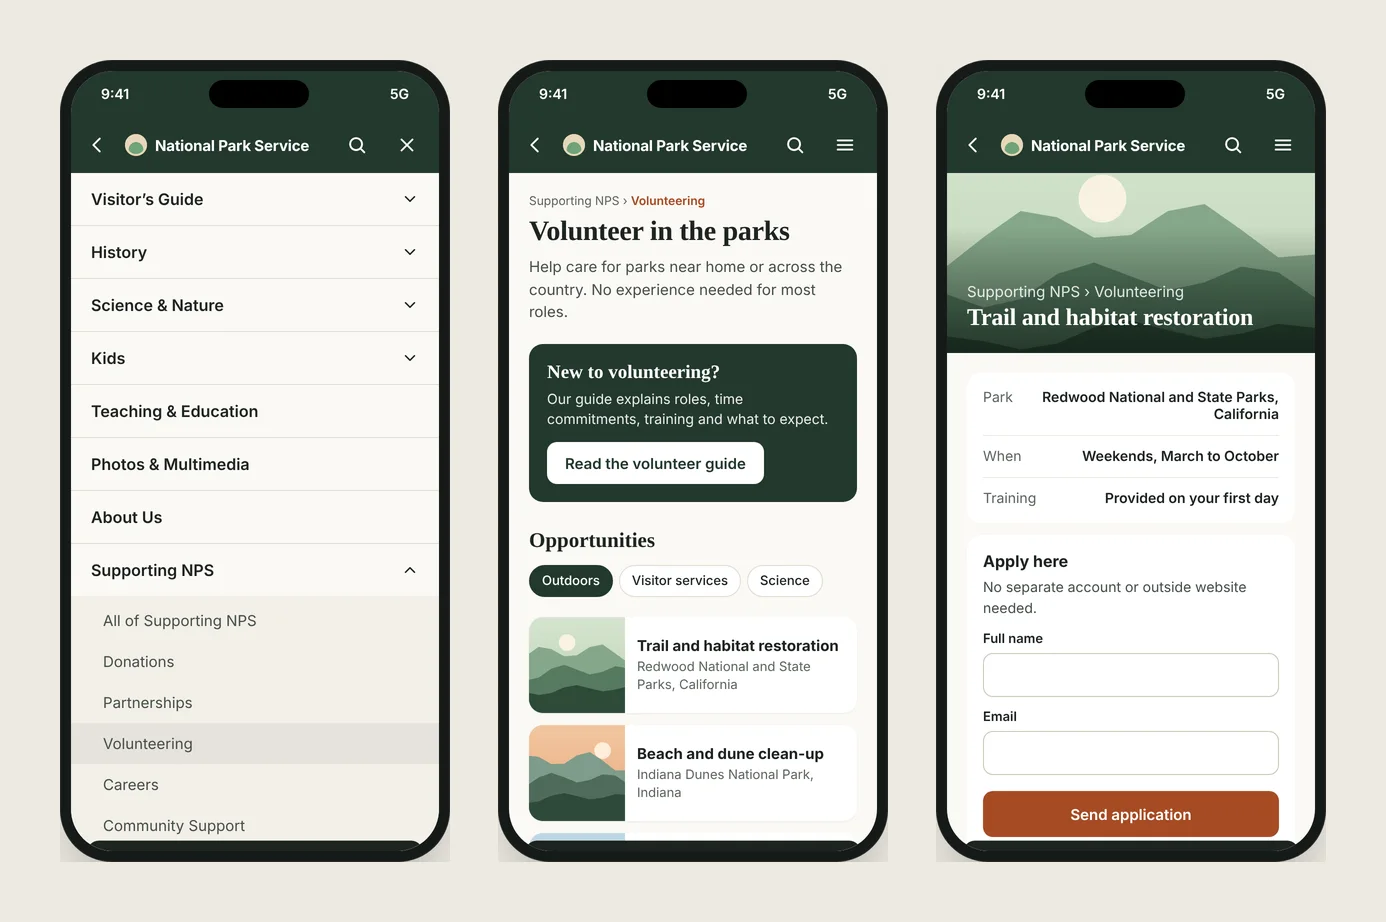 9:41
5G
National Park Service
Visitor’s Guide
History
Science & Nature
Kids
Teaching & Education
Photos & Multimedia
About Us
Supporting NPS
All of Supporting NPS
Donations
Partnerships
Volunteering
Careers
Community Support
9:41
5G
National Park Service
Supporting NPS › Volunteering
Volunteer in the parks
Help care for parks near home or across the
country. No experience needed for most
roles.
New to volunteering?
Our guide explains roles, time
commitments, training and what to expect.
Read the volunteer guide
Opportunities
Outdoors
Visitor services
Science
Trail and habitat restoration
Redwood National and State
Parks, California
Beach and dune clean-up
Indiana Dunes National Park,
Indiana
9:41
5G
National Park Service
Supporting NPS › Volunteering
Trail and habitat restoration
Park
Redwood National and State Parks,
California
When
Weekends, March to October
Training
Provided on your first day
Apply here
No separate account or outside website
needed.
Full name
Email
Send application